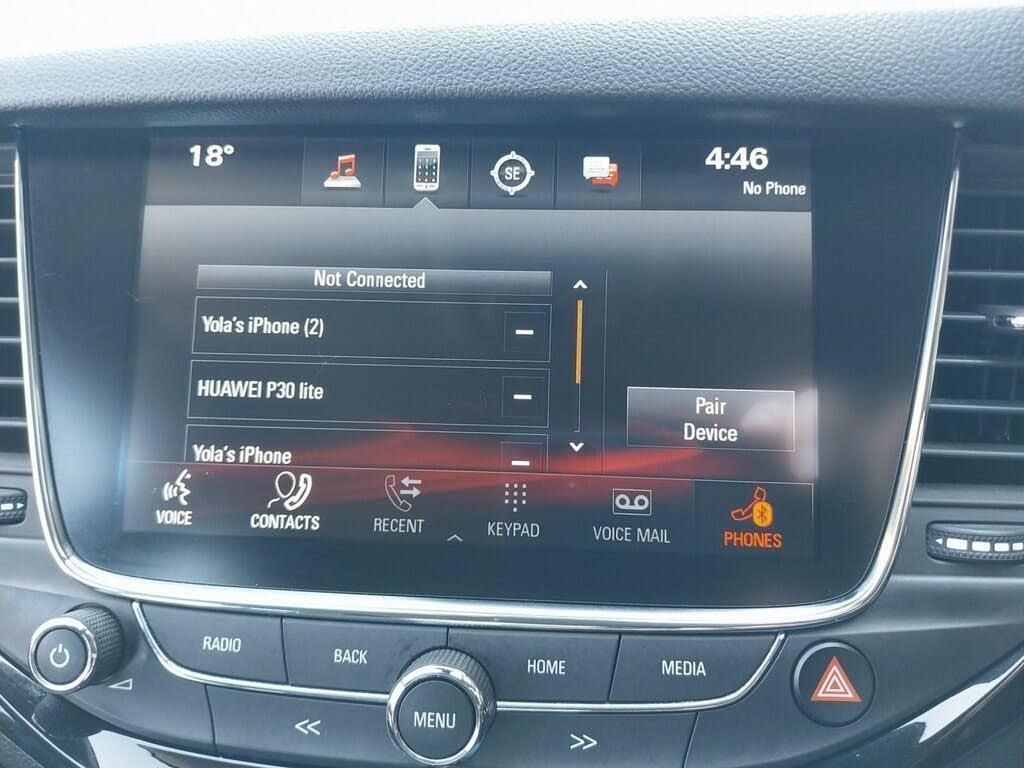 18°
SE
4:46
No Phone
Not Connected
Yola's iPhone (2)
HUAWEI P30 lite
Yola's iPhone
Pair
Device
VOICE
CONTACTS
RECENT
KEYPAD
VOICE MAIL
PHONES
RADIO
BACK
HOME
MEDIA
MENU